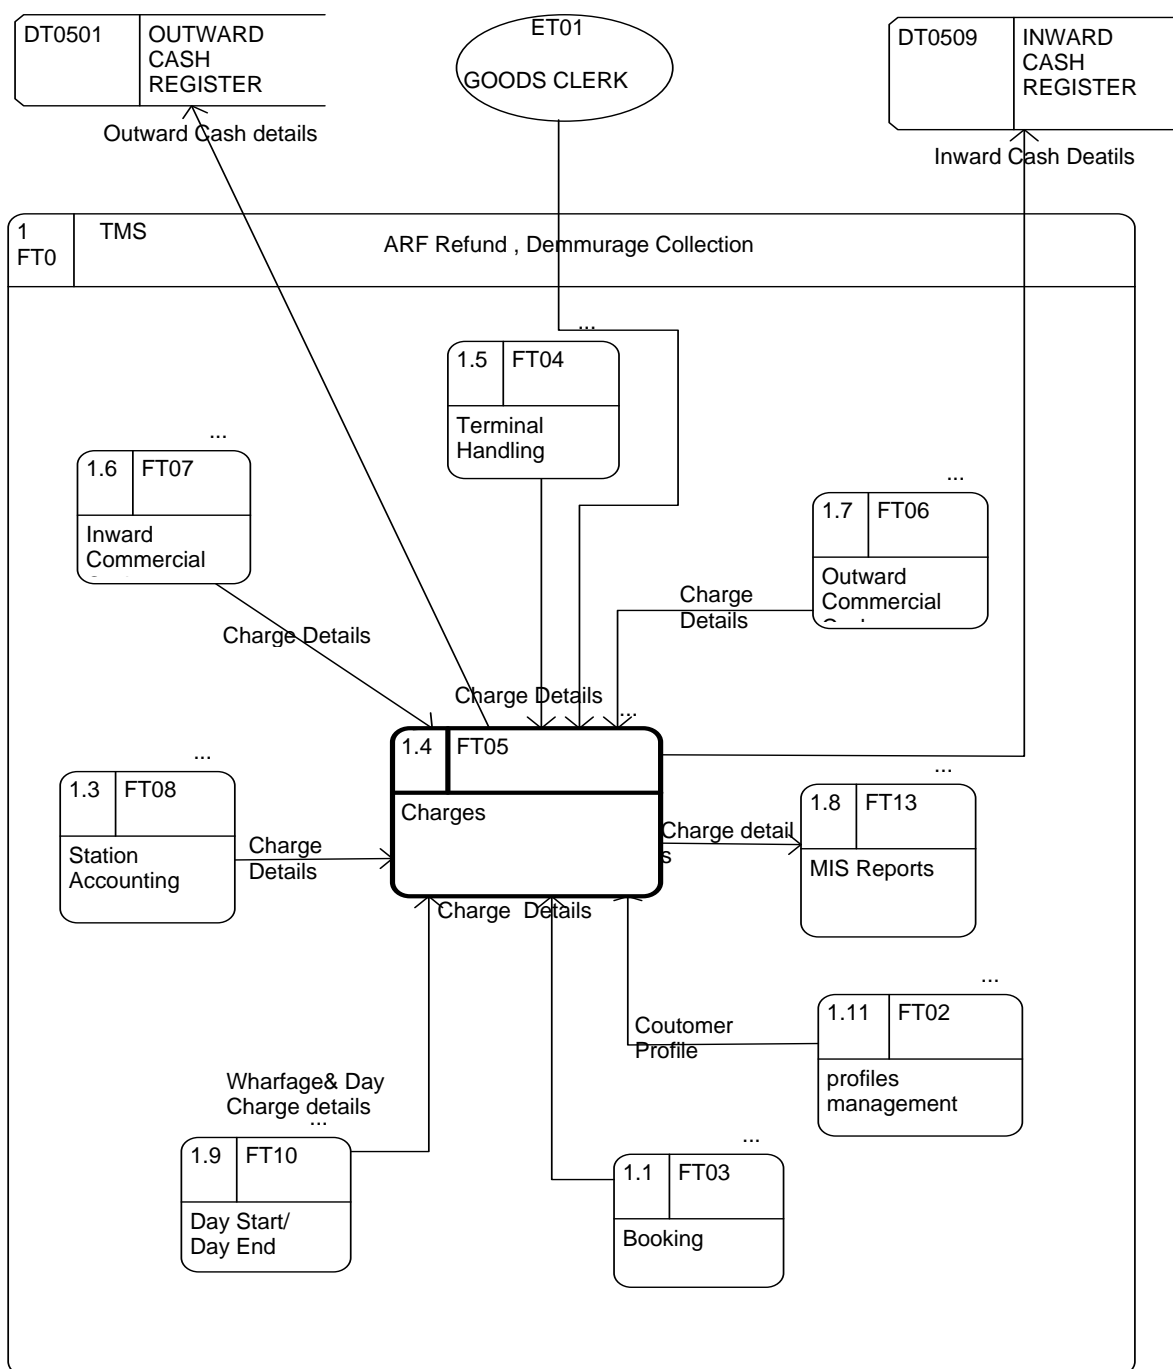 DT0501
OUTWARD
CASH
REGISTER
ET01
GOODS CLERK
DT0509
INWARD
CASH
REGISTER
Outward Cash details
Inward Cash Deatils
1
FT0
TMS
ARF Refund , Demmurage Collection
...
1.5
FT04
Terminal
Handling
...
1.6
FT07
Inward
Commercial
...
1.7
FT06
Outward
Commercial
Charge
Details
Charge Details
Charge Details
...
1.4
FT05
Charges
...
1.3
FT08
Station
Accounting
Charge
Details
...
1.8
FT13
MIS Reports
Charge detail
s
Charge  Details
...
1.11
FT02
profiles
management
Coutomer
Profile
Wharfage& Day
Charge details
...
1.9
FT10
Day Start/
Day End
...
1.1
FT03
Booking